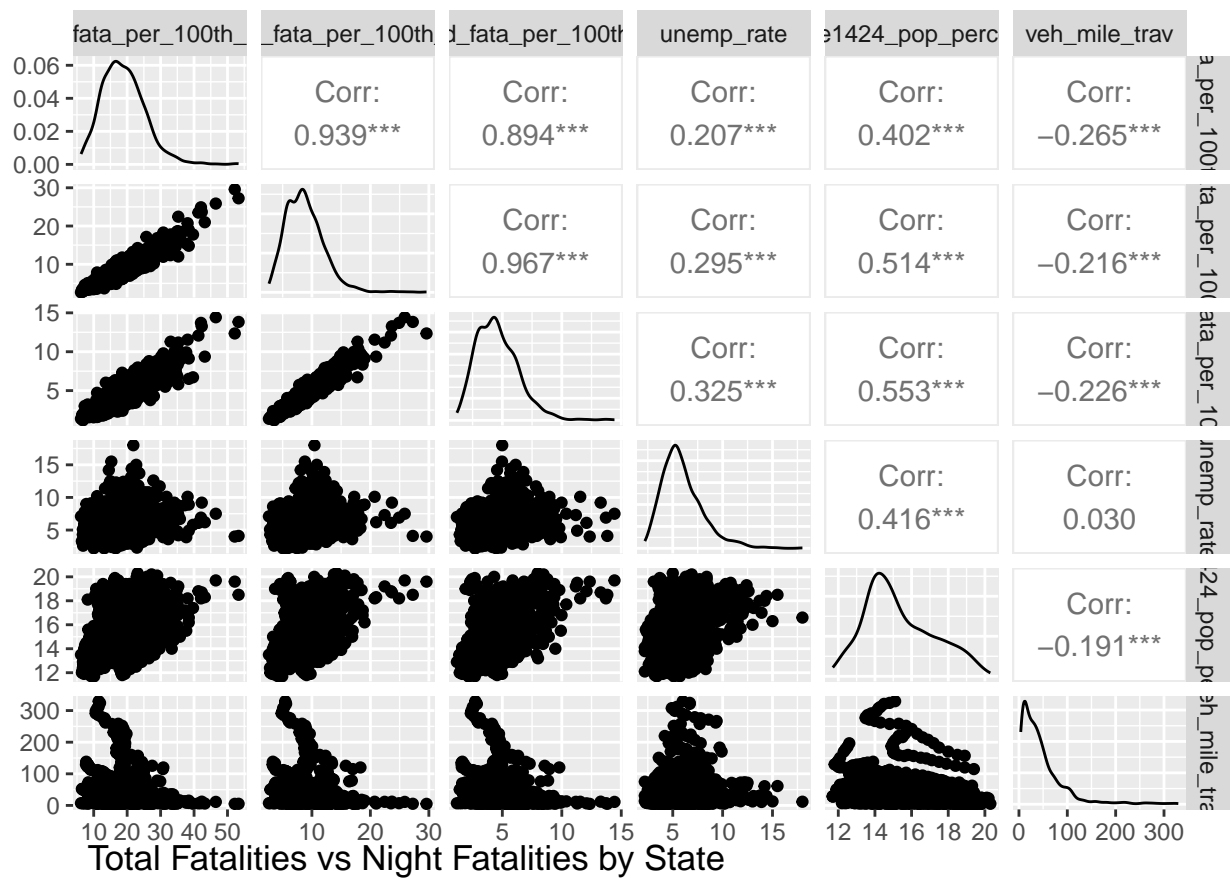 fata_per_100th_ _fata_per_100th_ d_fata_per_100th unemp_rate e1424_pop_perc veh_mile_trav
0.06 0.04 0.02 0.00
Corr: 0.939***
Corr: 0.894***
Corr: 0.207***
Corr: 0.402***
Corr: −0.265***
a_per_100t
30 20 10
Corr: 0.967***
Corr: 0.295***
Corr: 0.514***
Corr: −0.216***
ta_per_100
15 10 5
Corr: 0.325***
Corr: 0.553***
Corr: −0.226***
ata_per_10
15 10 5
Corr: 0.416***
Corr: 0.030
unemp_rate
20 18 16 14 12
Corr: −0.191***
24_pop_pe
300 200 100 0
eh_mile_tra
10 20 30 40 50 10 20 30 5 10 15 5 10 15 12 14 16 18 20 0 100 200 300
Total Fatalities vs Night Fatalities by State